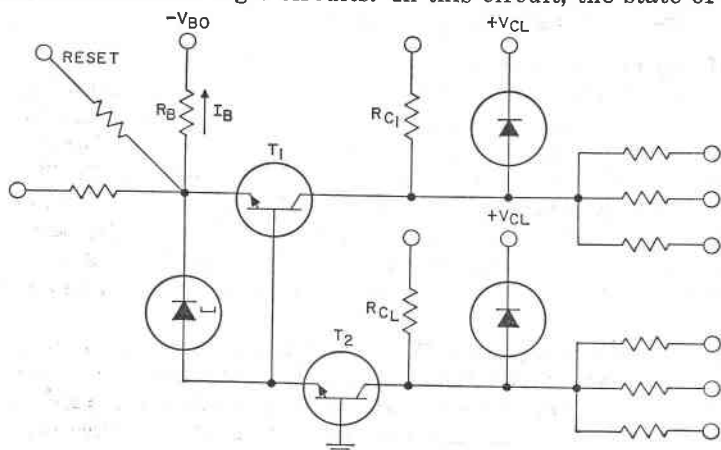 circuits. In this circuit, the state of
-VBO
+VCL
RESET
RB
IB
RC1
T1
+VCL
RCL
T2